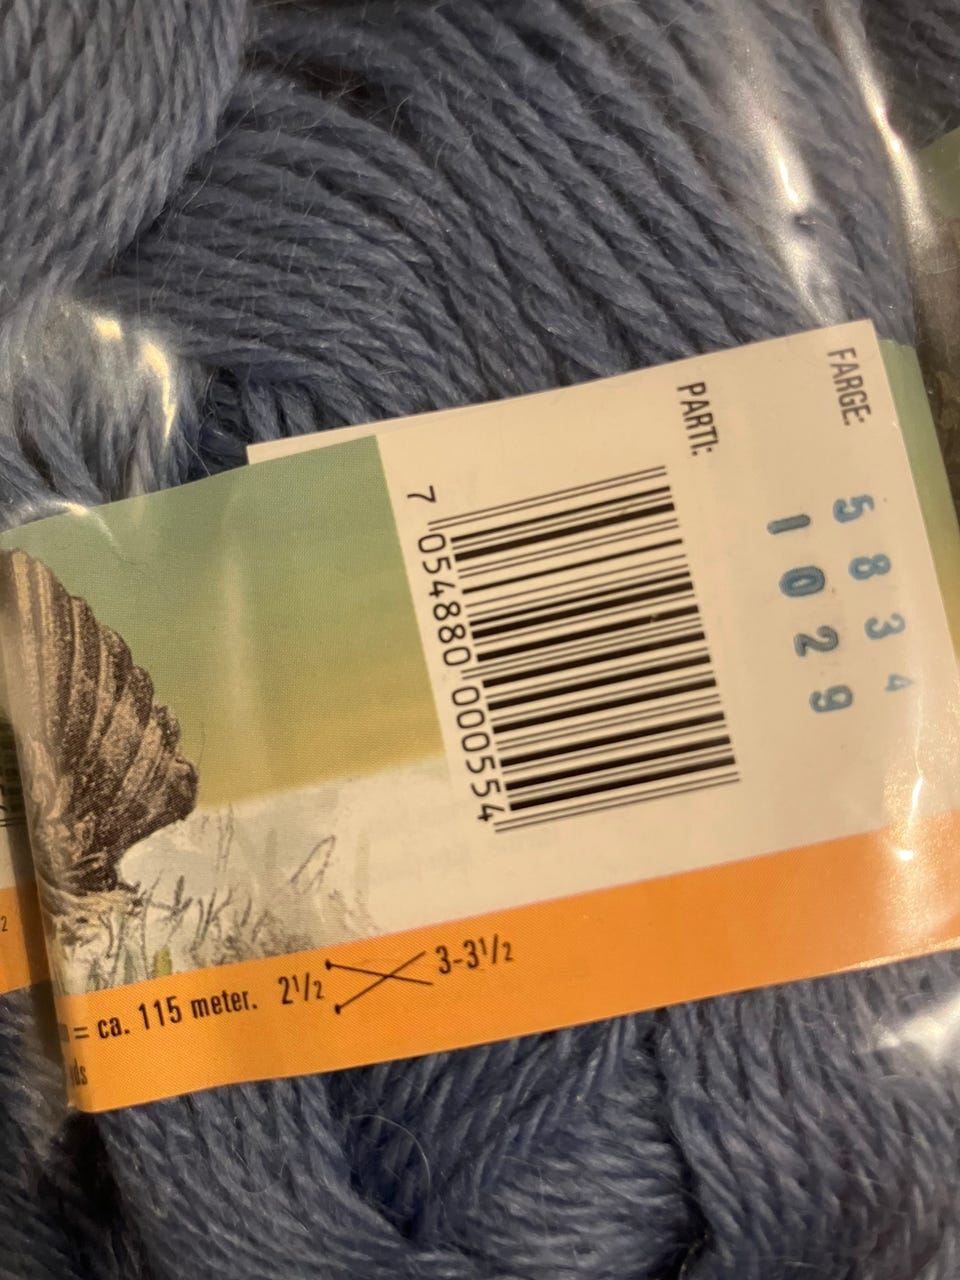 FARGE: 5834
PARTI: 1029
7 054880 000554
= ca. 115 meter. 2½ 3-3½